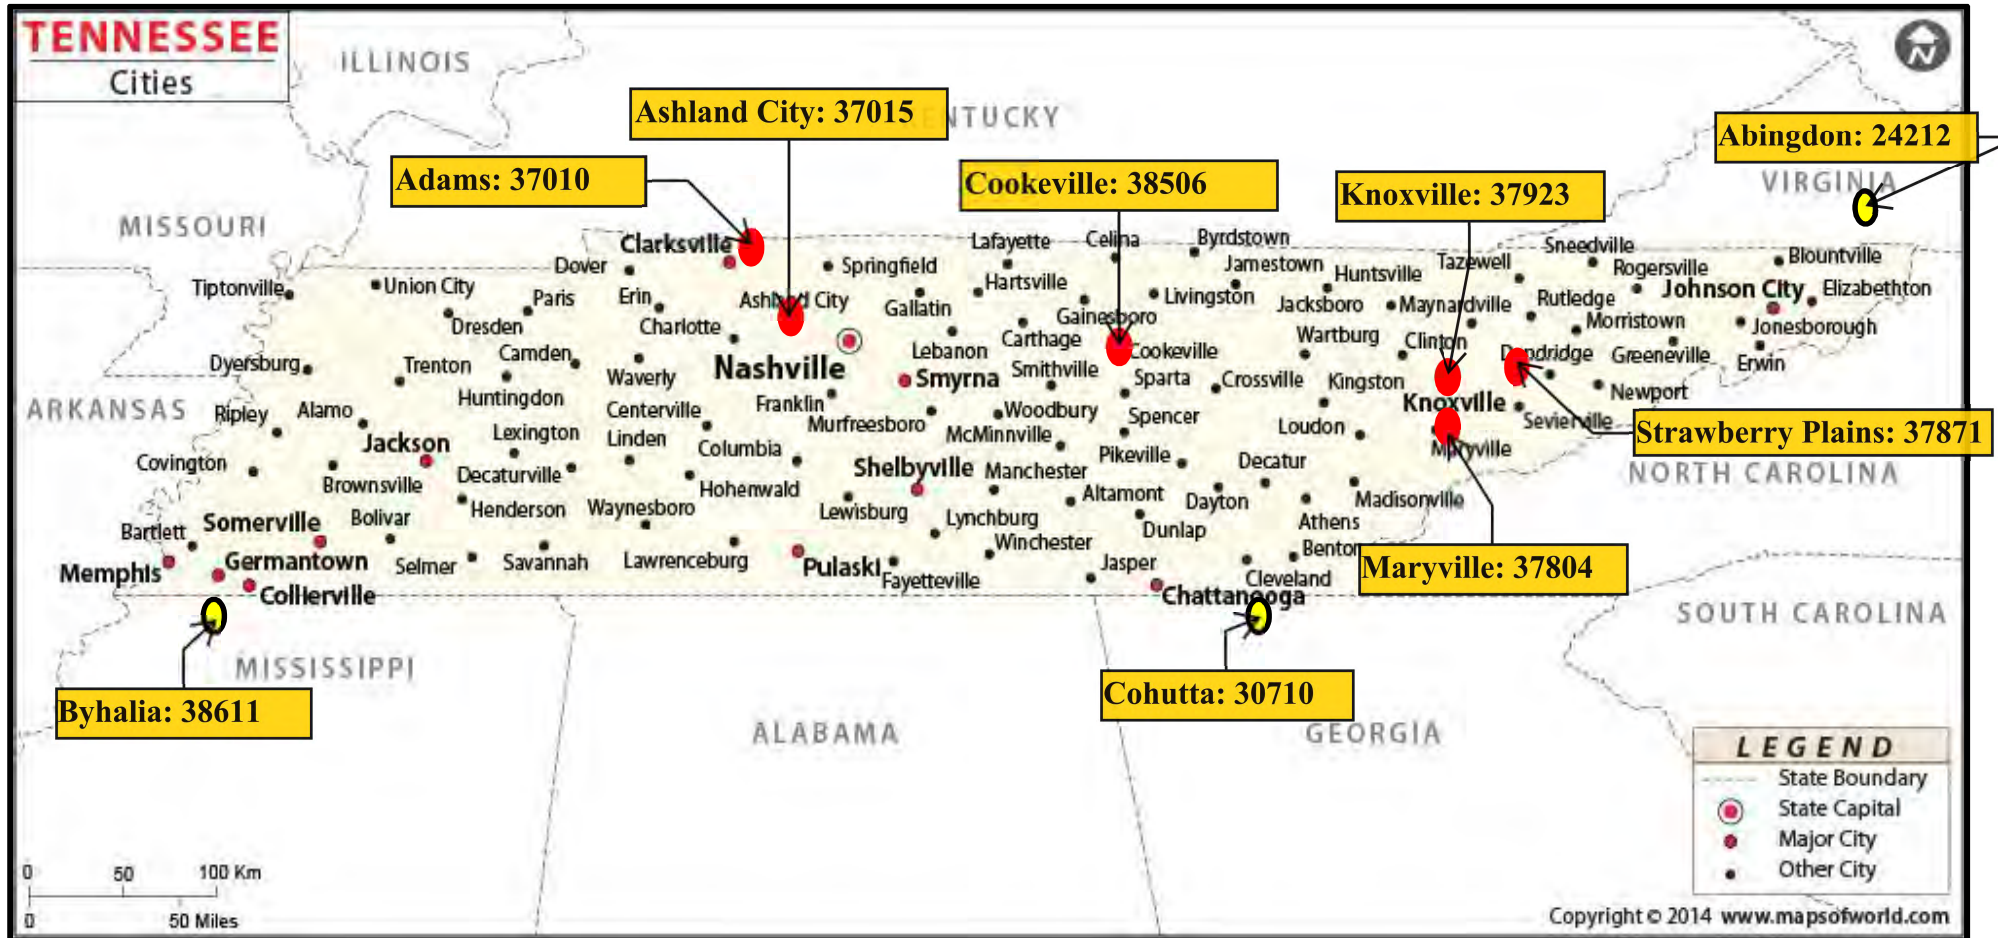 TENNESSEE
Cities
ILLINOIS
KENTUCKY
Ashland City: 37015
Abingdon: 24212
Adams: 37010
Cookeville: 38506
Knoxville: 37923
VIRGINIA
MISSOURI
Clarksville
Lafayette
Celina
Byrdstown
Sneedville
Dover
Springfield
Jamestown
Huntsville
Tazewell
Rogersville
Blountville
Tiptonville
Union City
Paris
Erin
Ashland City
Gallatin
Hartsville
Livingston
Jacksboro
Maynardville
Rutledge
Johnson City
Elizabethton
Dresden
Charlotte
Gainesboro
Morristown
Jonesborough
Dyersburg
Trenton
Camden
Nashville
Lebanon
Carthage
Cookeville
Wartburg
Clinton
Dandridge
Greeneville
Erwin
Waverly
Smyrna
Smithville
Sparta
Crossville
Kingston
Newport
ARKANSAS
Ripley
Alamo
Huntingdon
Centerville
Franklin
Murfreesboro
Woodbury
Spencer
Knoxville
Sevierville
Strawberry Plains: 37871
Jackson
Lexington
Linden
Columbia
McMinnville
Pikeville
Loudon
Maryville
Covington
Brownsville
Decaturville
Hohenwald
Shelbyville
Manchester
Decatur
NORTH CAROLINA
Henderson
Waynesboro
Lewisburg
Altamont
Dayton
Madisonville
Bartlett
Somerville
Bolivar
Lynchburg
Dunlap
Athens
Memphis
Germantown
Selmer
Savannah
Lawrenceburg
Pulaski
Fayetteville
Winchester
Jasper
Benton
Cleveland
Maryville: 37804
Collierville
Chattanooga
SOUTH CAROLINA
MISSISSIPPI
Byhalia: 38611
Cohutta: 30710
ALABAMA
GEORGIA
LEGEND
State Boundary
State Capital
Major City
Other City
0 50 100 Km
0 50 Miles
Copyright © 2014 www.mapsofworld.com
N